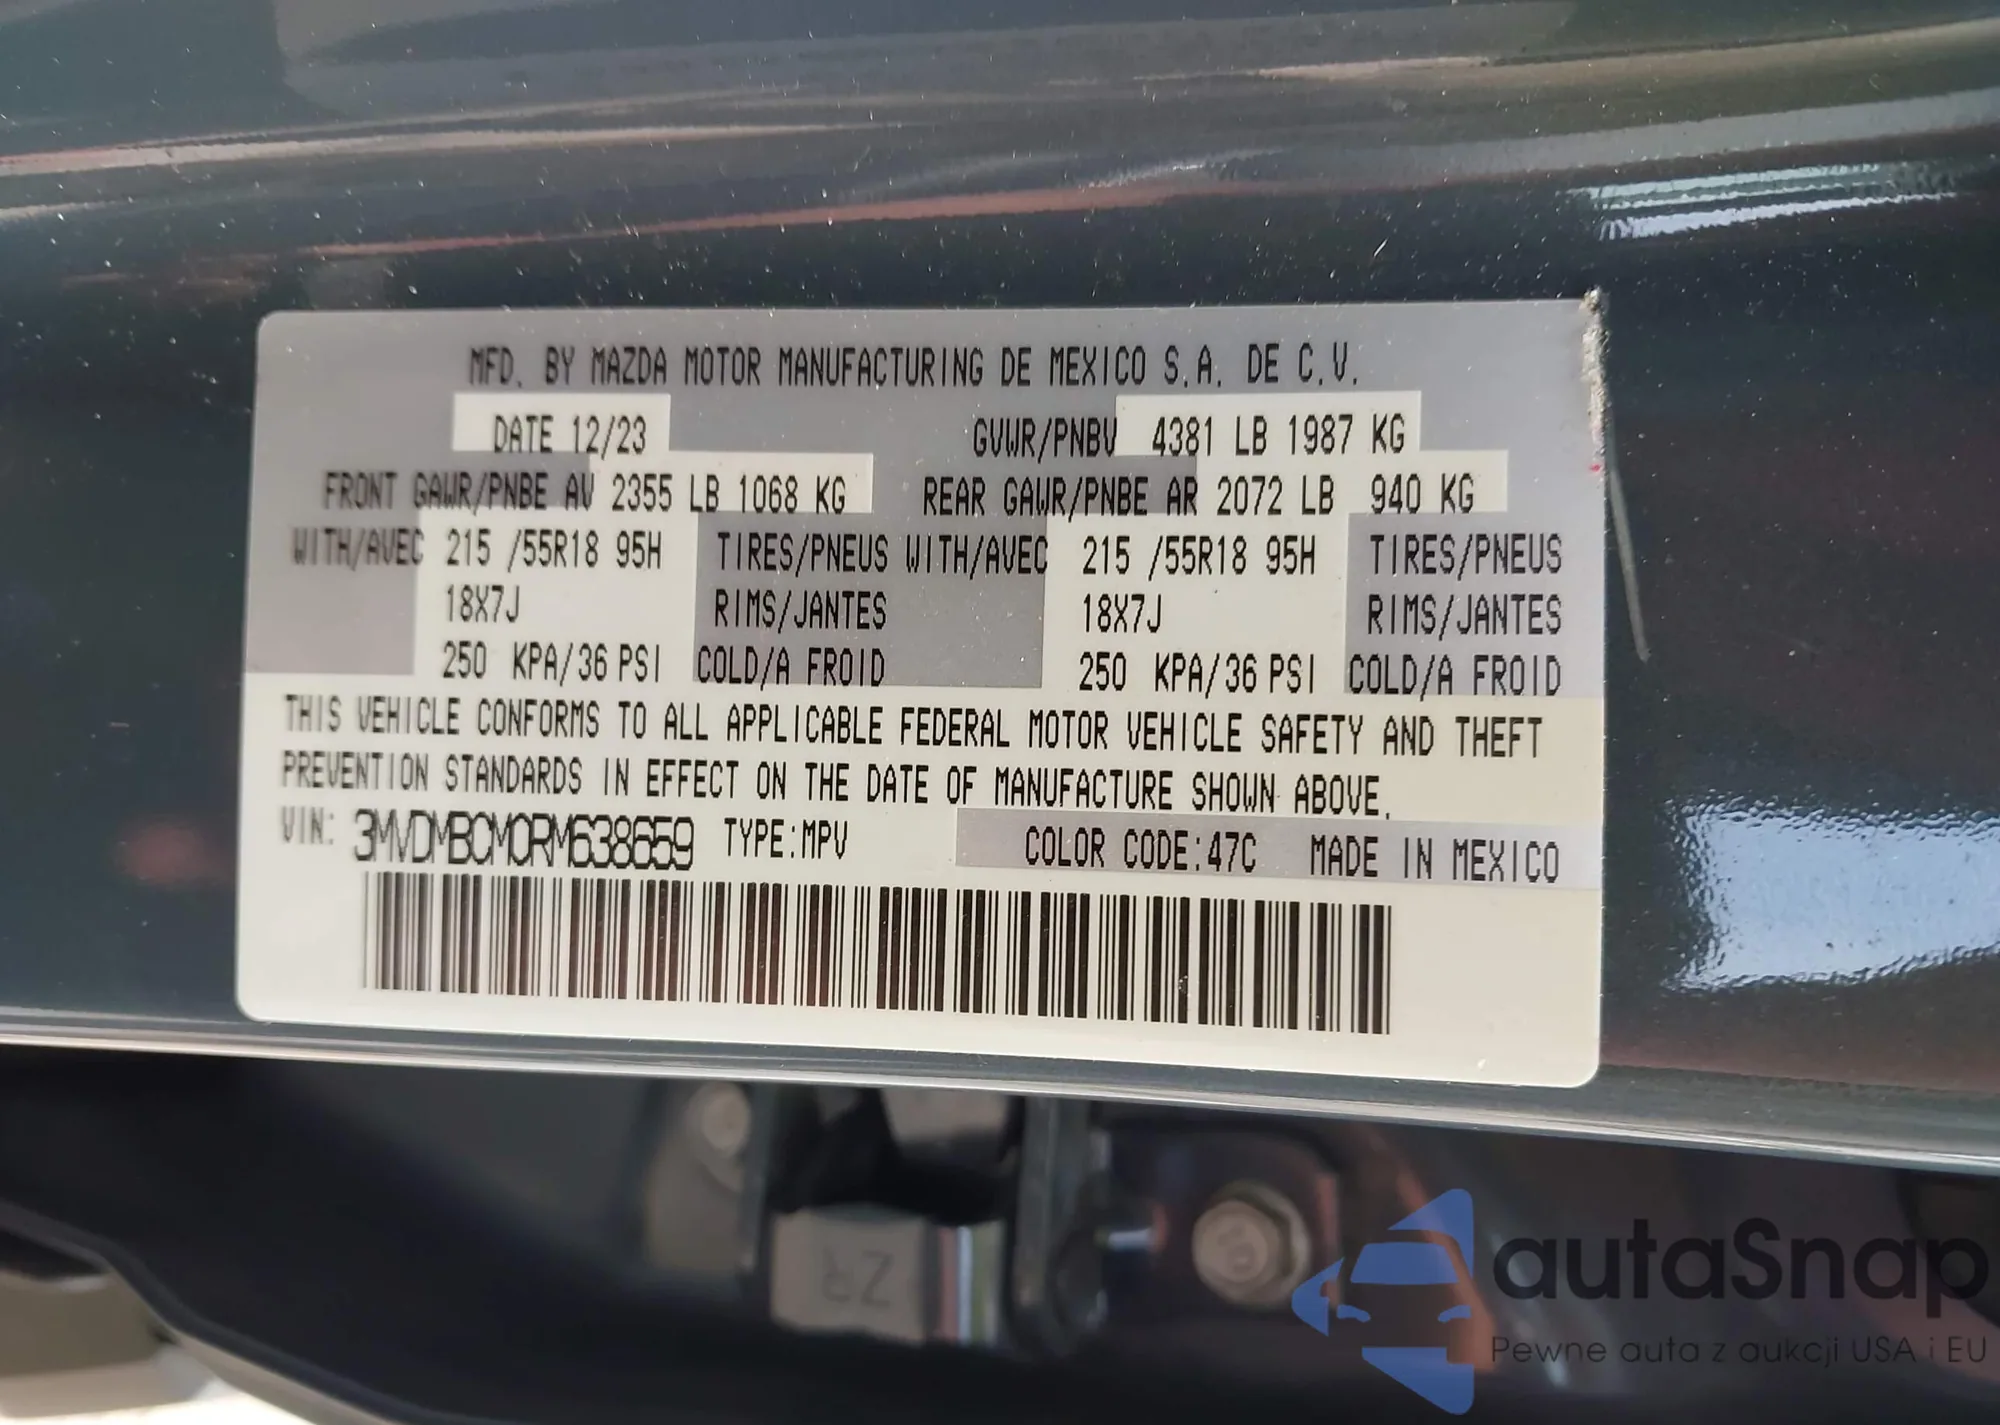 MFD. BY MAZDA MOTOR MANUFACTURING DE MEXICO S.A. DE C.V.
DATE 12/23 GVWR/PNBV 4381 LB 1987 KG
FRONT GAWR/PNBE AV 2355 LB 1068 KG REAR GAWR/PNBE AR 2072 LB 940 KG
WITH/AVEC 215 /55R18 95H TIRES/PNEUS WITH/AVEC 215 /55R18 95H TIRES/PNEUS
18X7J RIMS/JANTES 18X7J RIMS/JANTES
250 KPA/36 PSI COLD/A FROID 250 KPA/36 PSI COLD/A FROID
THIS VEHICLE CONFORMS TO ALL APPLICABLE FEDERAL MOTOR VEHICLE SAFETY AND THEFT
PREVENTION STANDARDS IN EFFECT ON THE DATE OF MANUFACTURE SHOWN ABOVE.
VIN: 3MVDMBCM0RM638659 TYPE:MPV COLOR CODE:47C MADE IN MEXICO
ZR
autaSnap
Pewne auta z aukcji USA i EU